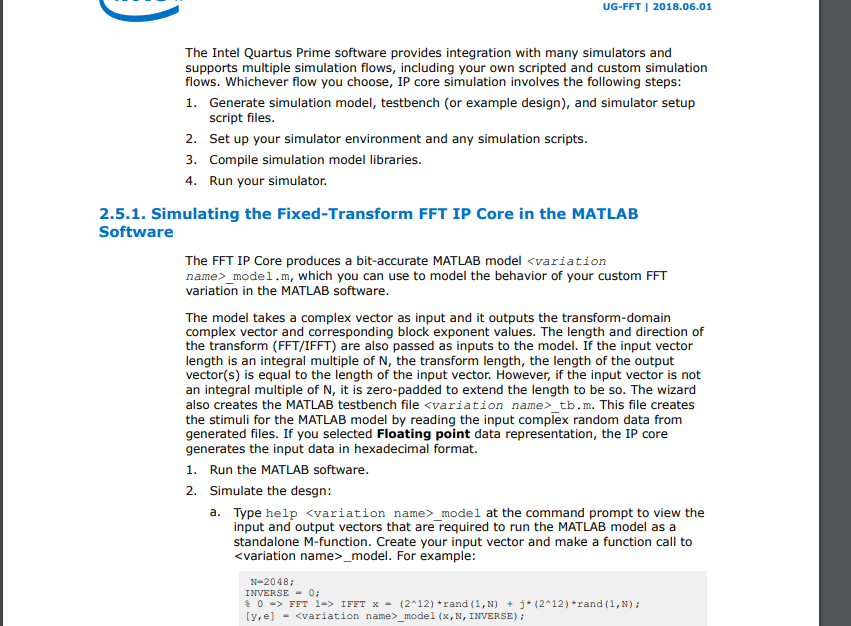 UG-FFT | 2018.06.01
The Intel Quartus Prime software provides integration with many simulators and
supports multiple simulation flows, including your own scripted and custom simulation
flows. Whichever flow you choose, IP core simulation involves the following steps:
1. Generate simulation model, testbench (or example design), and simulator setup
script files.
2. Set up your simulator environment and any simulation scripts.
3. Compile simulation model libraries.
4. Run your simulator.
2.5.1. Simulating the Fixed-Transform FFT IP Core in the MATLAB
Software
The FFT IP Core produces a bit-accurate MATLAB model <variation
name>_model.m, which you can use to model the behavior of your custom FFT
variation in the MATLAB software.
The model takes a complex vector as input and it outputs the transform-domain
complex vector and corresponding block exponent values. The length and direction of
the transform (FFT/IFFT) are also passed as inputs to the model. If the input vector
length is an integral multiple of N, the transform length, the length of the output
vector(s) is equal to the length of the input vector. However, if the input vector is not
an integral multiple of N, it is zero-padded to extend the length to be so. The wizard
also creates the MATLAB testbench file <variation name>_tb.m. This file creates
the stimuli for the MATLAB model by reading the input complex random data from
generated files. If you selected Floating point data representation, the IP core
generates the input data in hexadecimal format.
1. Run the MATLAB software.
2. Simulate the desgn:
a. Type help <variation name>_model at the command prompt to view the
input and output vectors that are required to run the MATLAB model as a
standalone M-function. Create your input vector and make a function call to
<variation name>_model. For example:
N=2048;
INVERSE = 0;
% 0 => FFT 1=> IFFT x = (2^12)*rand(1,N) + j*(2^12)*rand(1,N);
[y,e] = <variation name>_model(x,N,INVERSE);